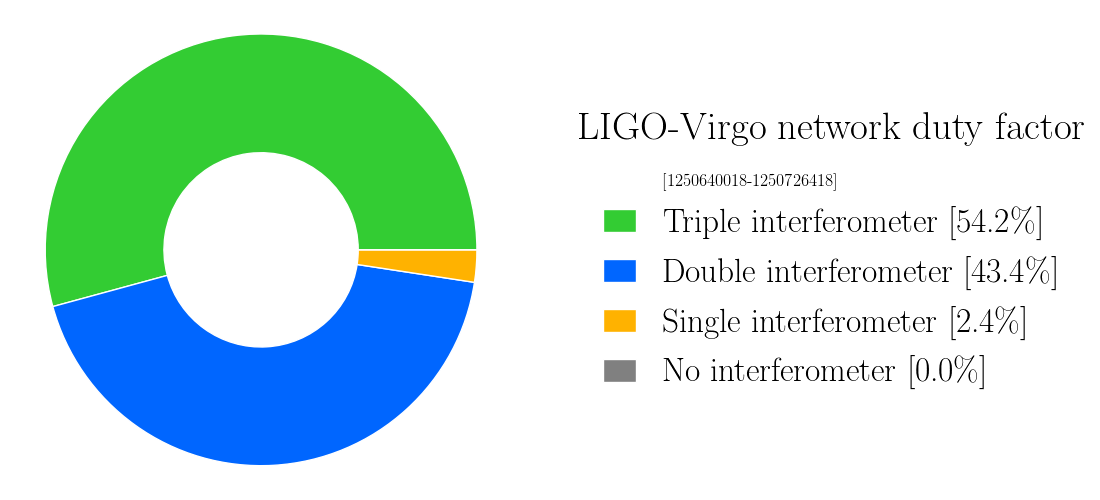 LIGO-Virgo network duty factor
[1250640018-1250726418]
Triple interferometer [54.2%]
Double interferometer [43.4%]
Single interferometer [2.4%]
No interferometer [0.0%]